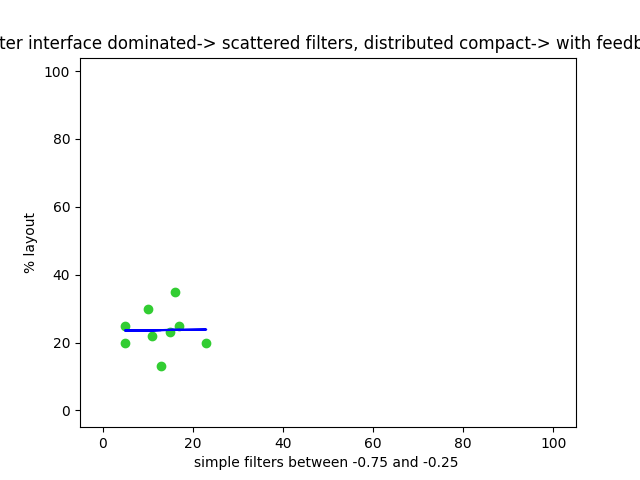 ter interface dominated-> scattered filters, distributed compact-> with feedb
100
80
60
40
20
0
% layout
0 20 40 60 80 100
simple filters between -0.75 and -0.25